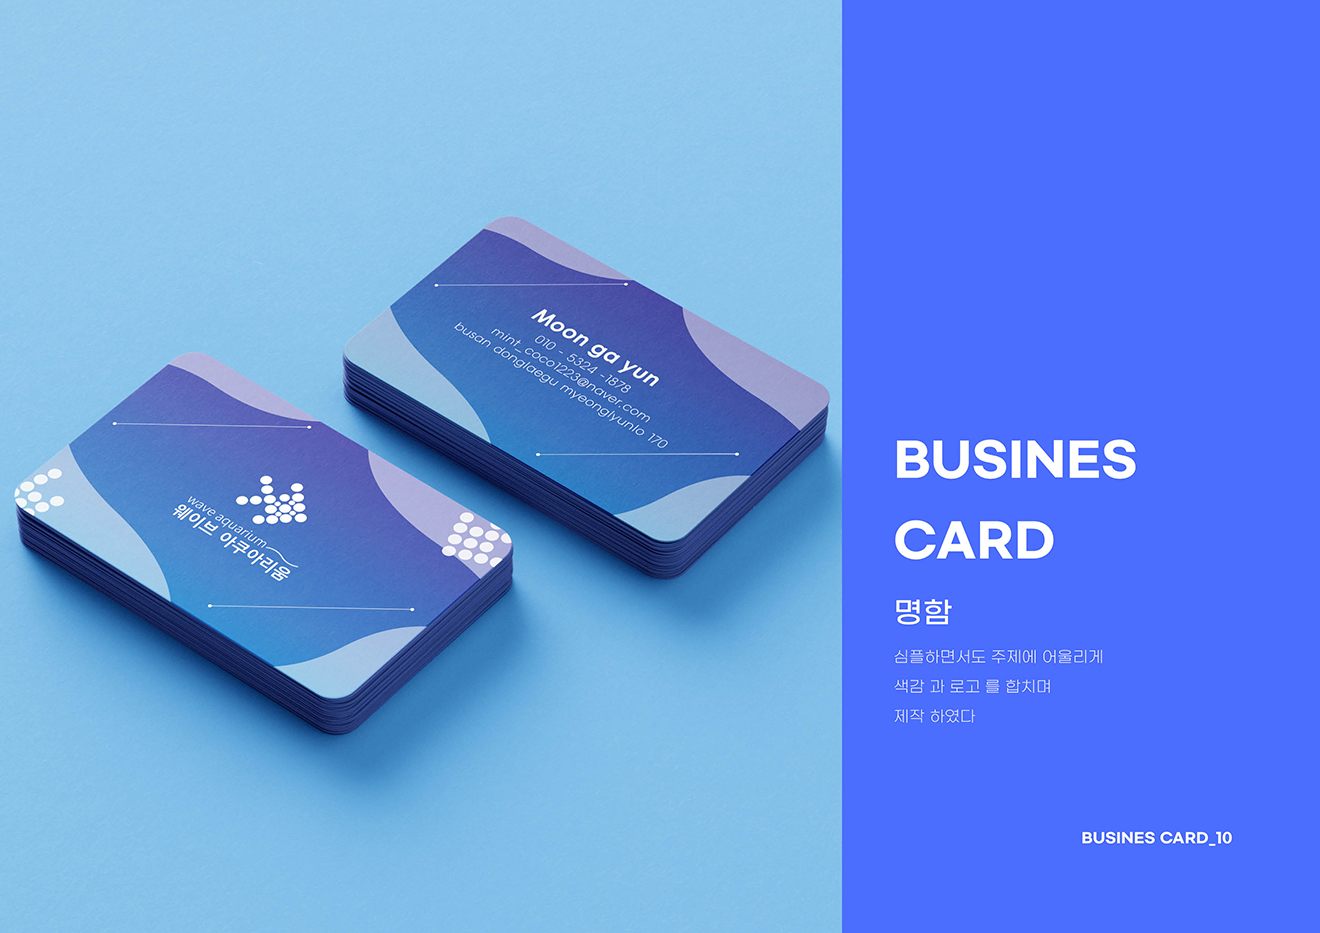 wave aquarium
웨이브 아쿠아리움
Moon ga yun
010 - 5324 -1878
mint_coco1223@naver.com
busan donglaegu myeonglyunlo 170
BUSINES
CARD
명함
심플하면서도 주제에 어울리게
색감 과 로고 를 합치며
제작 하였다
BUSINES CARD_10